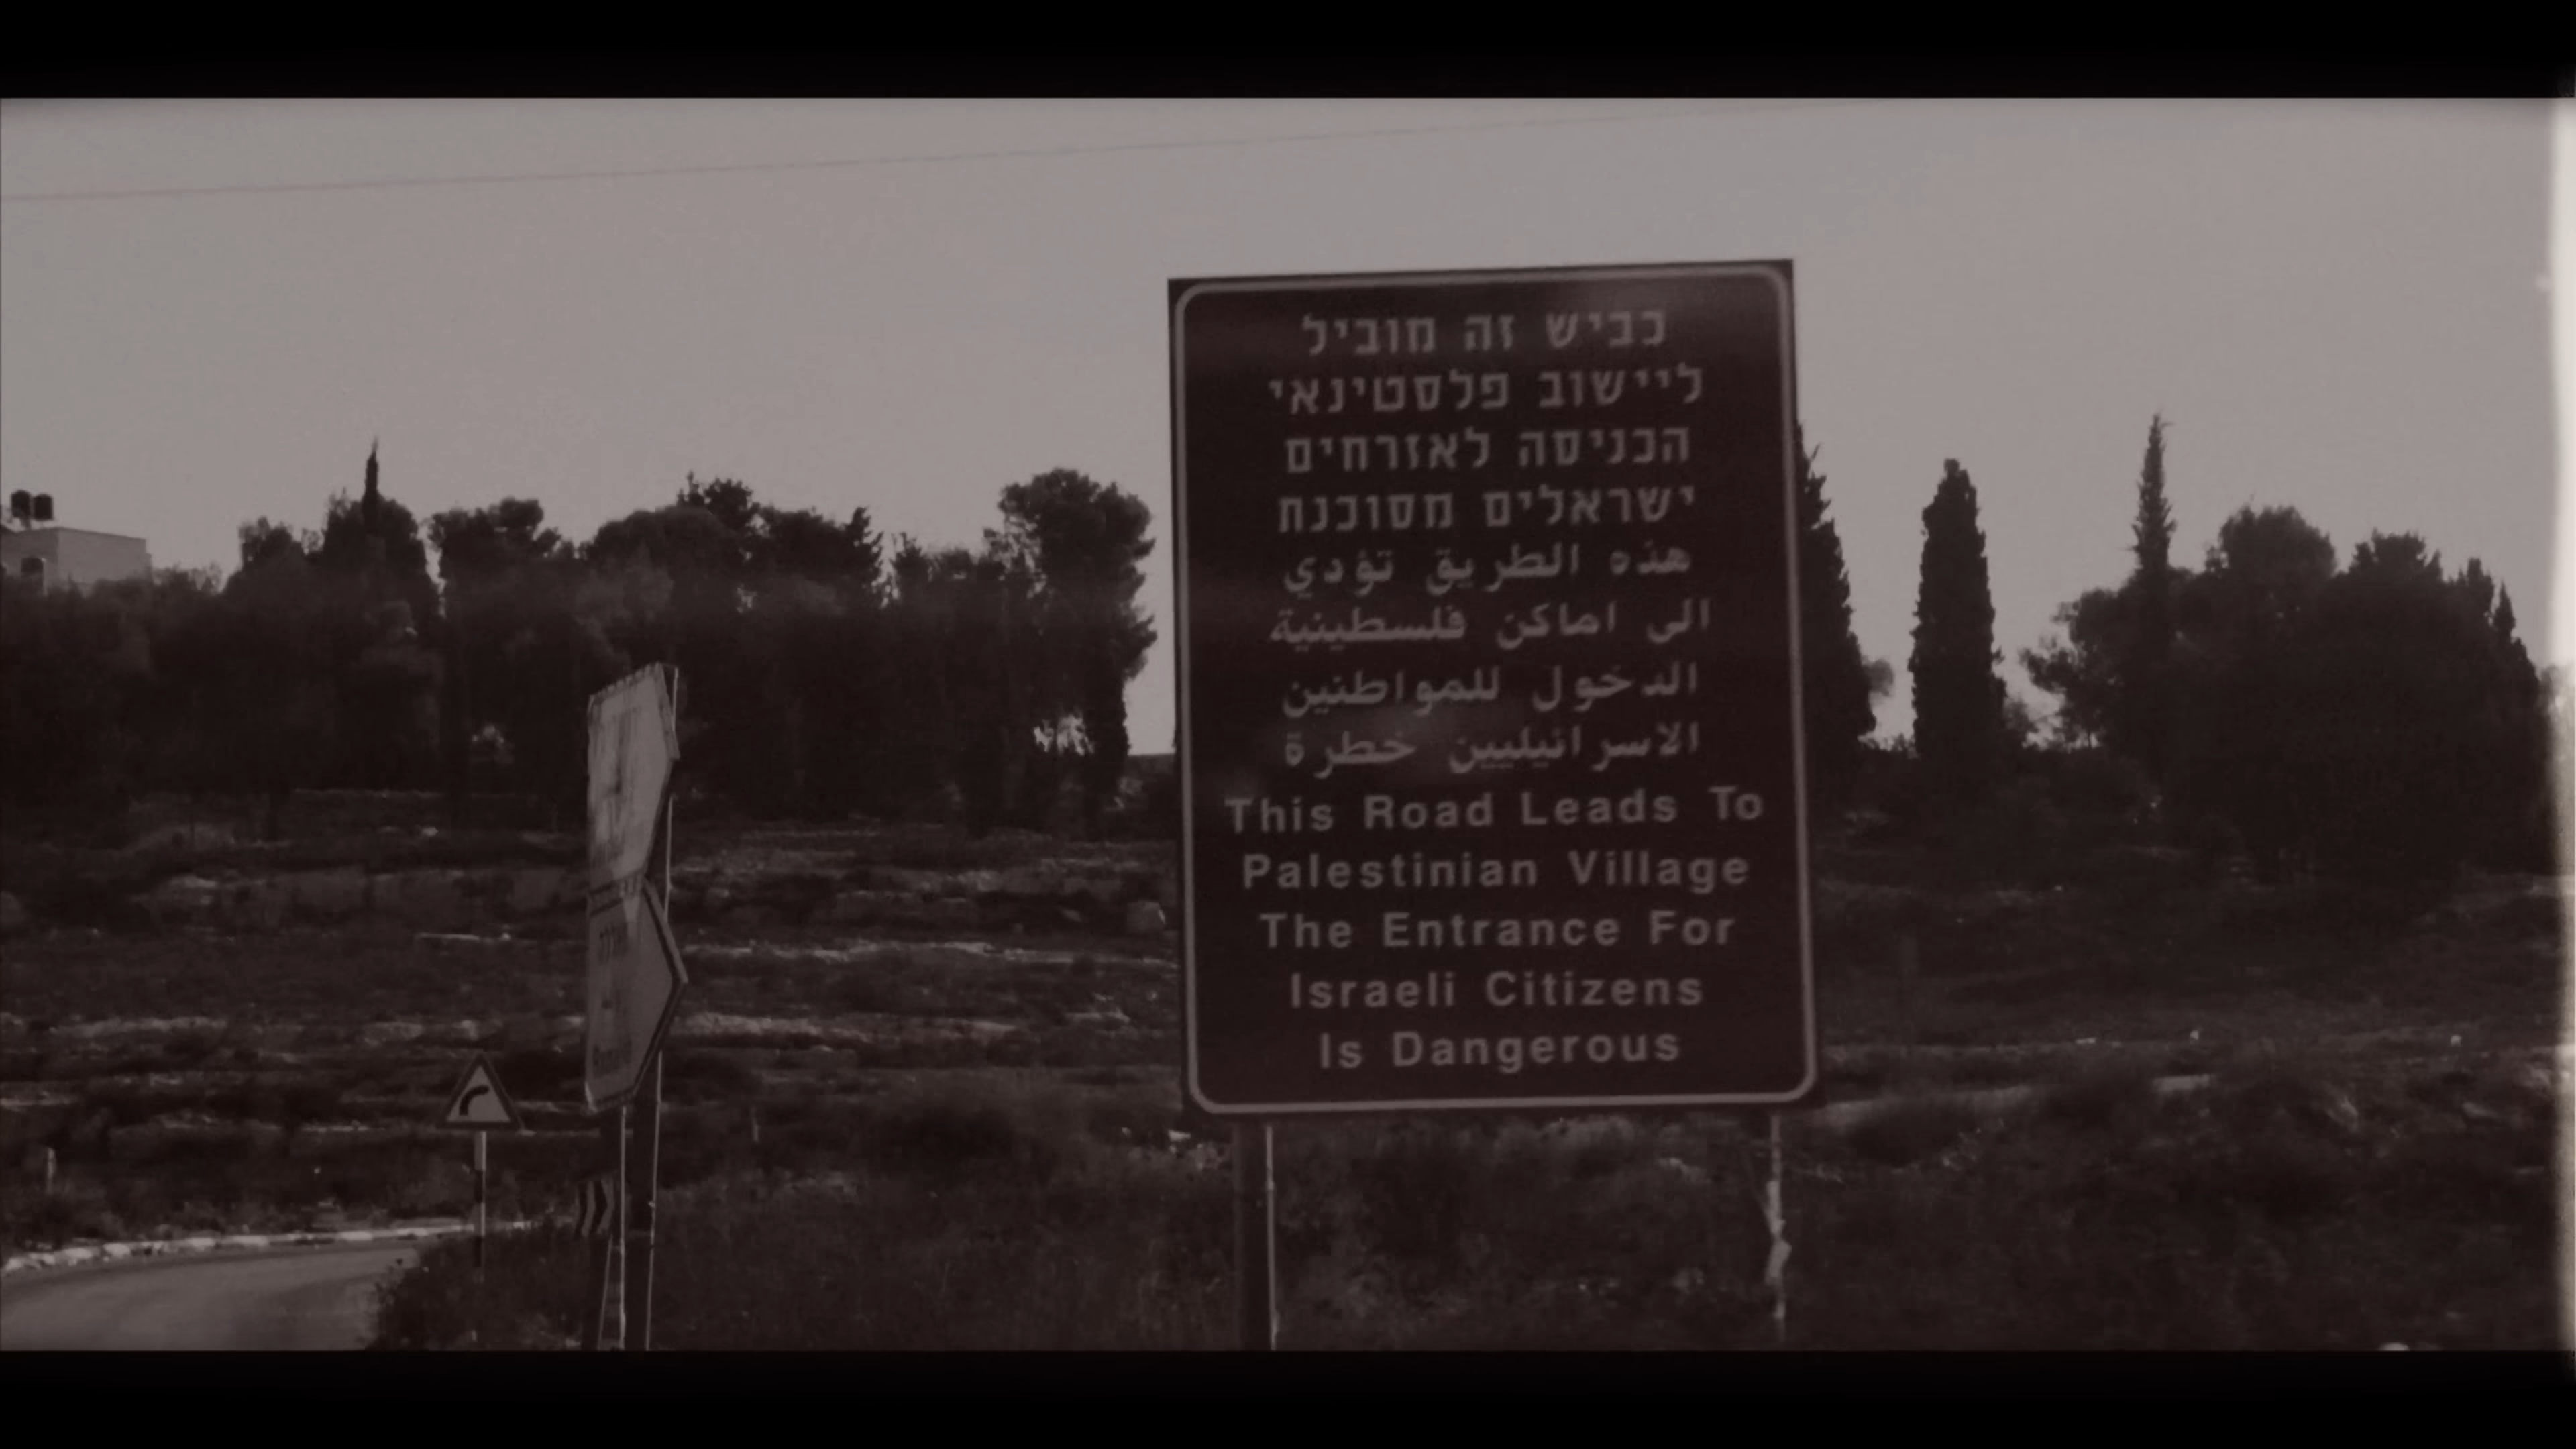 כביש זה מוביל
ליישוב פלסטינאי
הכניסה לאזרחים
ישראלים מסוכנת
هذه الطريق تؤدي
الى اماكن فلسطينية
الدخول للمواطنين
الاسرائيليين خطرة
This Road Leads To
Palestinian Village
The Entrance For
Israeli Citizens
Is Dangerous